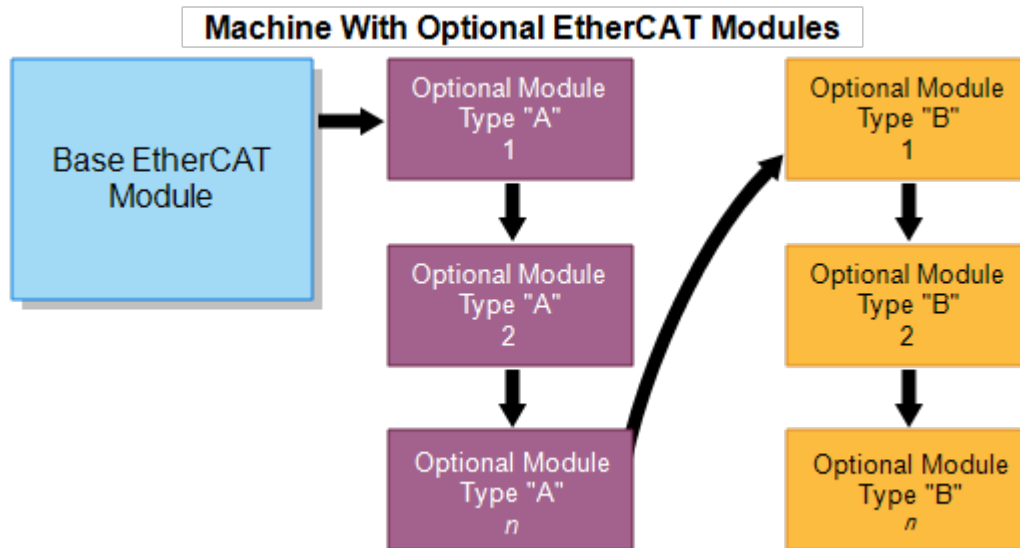 Machine With Optional EtherCAT Modules
Base EtherCAT
Module
Optional Module
Type "A"
1
Optional Module
Type "A"
2
Optional Module
Type "A"
n
Optional Module
Type "B"
1
Optional Module
Type "B"
2
Optional Module
Type "B"
n